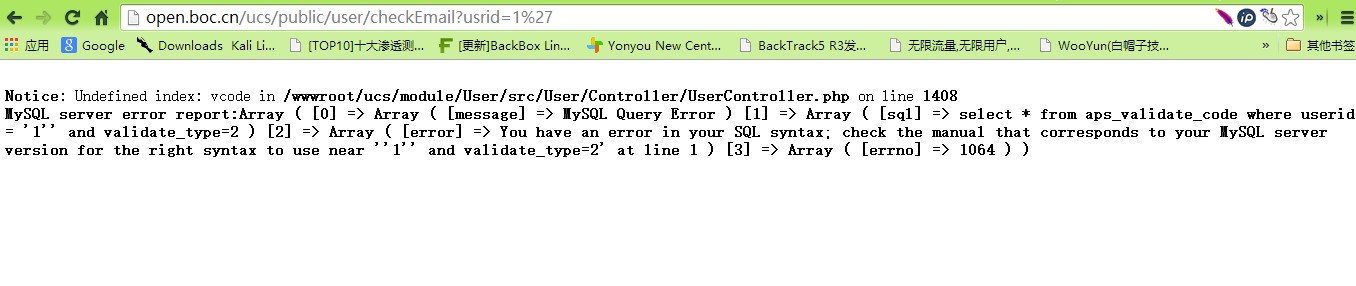 open.boc.cn/ucs/public/user/checkEmail?usrid=1%27
应用 Google Downloads Kali Li... [TOP10]十大渗透测... [更新]BackBox Lin... Yonyou New Cent... BackTrack5 R3发... 无限流量,无限用户,... WooYun(白帽子技... » 其他书签
Notice: Undefined index: vcode in /wwwroot/ucs/module/User/src/User/Controller/UserController.php on line 1408
MySQL server error report:Array ( [0] => Array ( [message] => MySQL Query Error ) [1] => Array ( [sql] => select * from aps_validate_code where userid
= '1'' and validate_type=2 ) [2] => Array ( [error] => You have an error in your SQL syntax; check the manual that corresponds to your MySQL server
version for the right syntax to use near ''1'' and validate_type=2' at line 1 ) [3] => Array ( [errno] => 1064 ) )